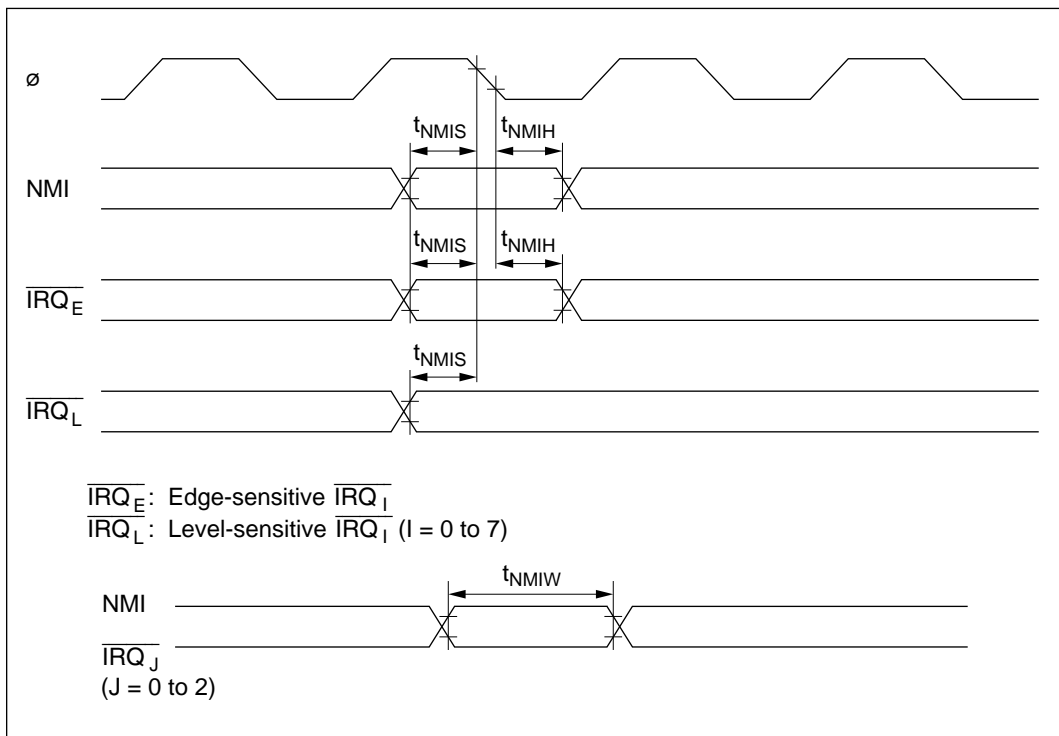 ø
tNMIS tNMIH
NMI
tNMIS tNMIH
IRQE
tNMIS
IRQL
IRQE: Edge-sensitive IRQI
IRQL: Level-sensitive IRQI (I = 0 to 7)
tNMIW
NMI
IRQJ
(J = 0 to 2)